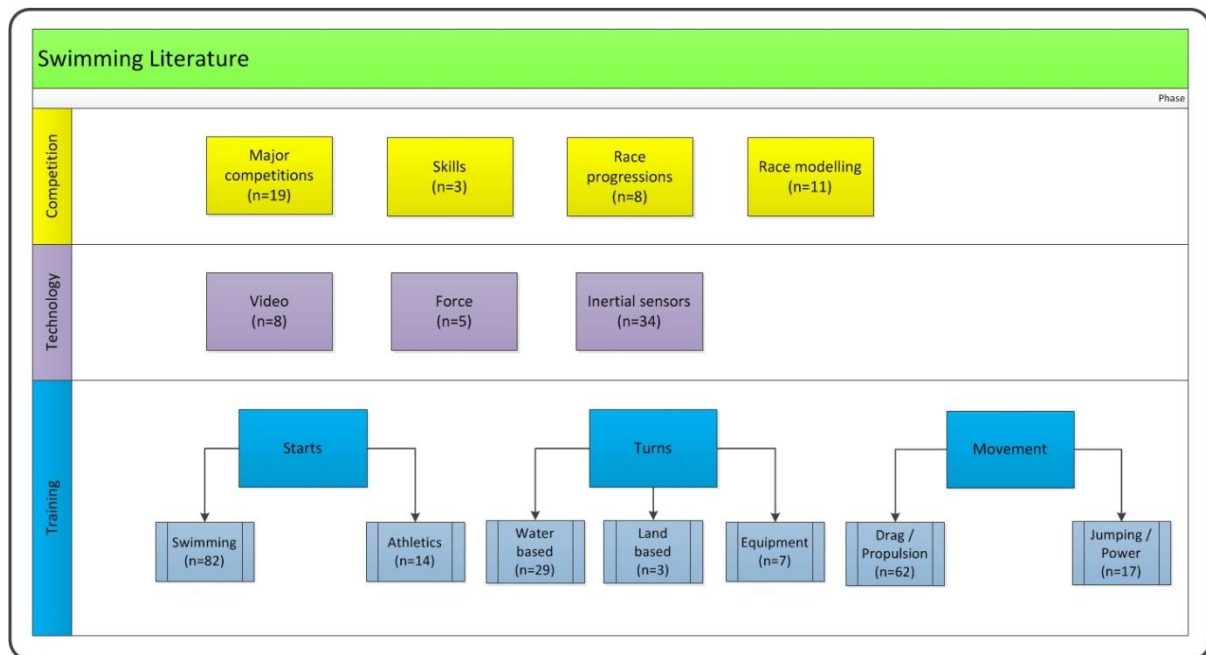 Swimming Literature
Phase
Competition
Major
competitions
(n=19)
Skills
(n=3)
Race
progressions
(n=8)
Race modelling
(n=11)
Technology
Video
(n=8)
Force
(n=5)
Inertial sensors
(n=34)
Training
Starts
Turns
Movement
Swimming
(n=82)
Athletics
(n=14)
Water
based
(n=29)
Land
based
(n=3)
Equipment
(n=7)
Drag /
Propulsion
(n=62)
Jumping /
Power
(n=17)